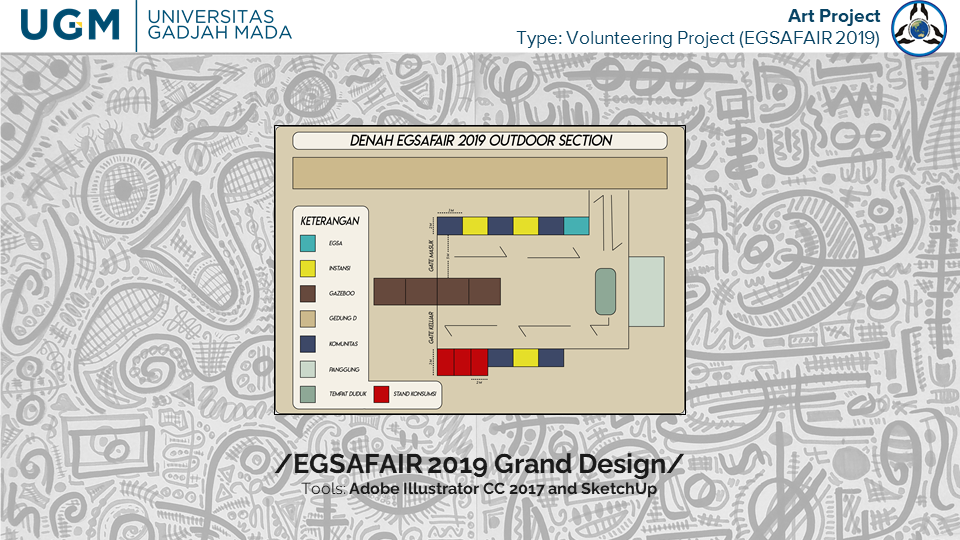 UGM
UNIVERSITAS
GADJAH MADA
Art Project
Type: Volunteering Project (EGSAFAIR 2019)
DENAH EGSAFAIR 2019 OUTDOOR SECTION
KETERANGAN
EGSA
INSTANSI
GAZEBOO
GEDUNG D
KOMUNITAS
PANGGUNG
TEMPAT DUDUK
STAND KONSUMSI
GATE MASUK
GATE KELUAR
/EGSAFAIR 2019 Grand Design/
Tools: Adobe Illustrator CC 2017 and SketchUp